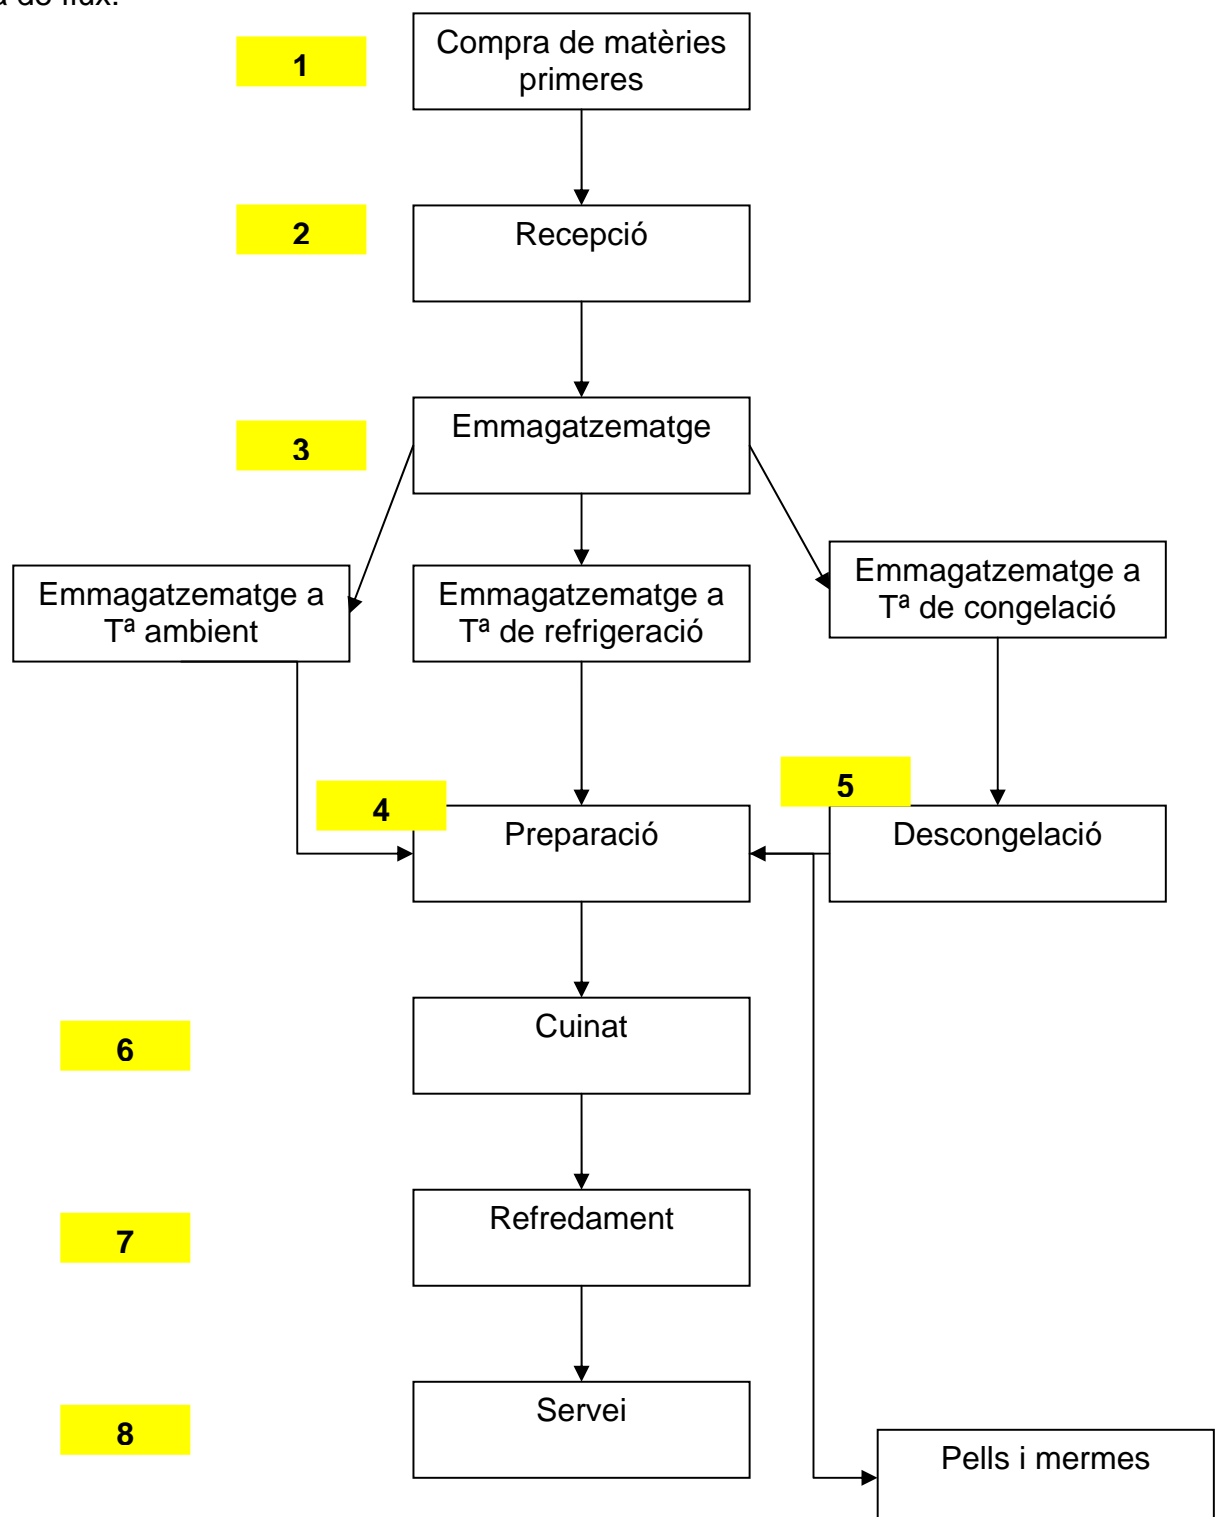 a de flux.
1
Compra de matèries
primeres
2
Recepció
3
Emmagatzematge
Emmagatzematge a
Tª ambient
Emmagatzematge a
Tª de refrigeració
Emmagatzematge a
Tª de congelació
4
Preparació
5
Descongelació
6
Cuinat
7
Refredament
8
Servei
Pells i mermes